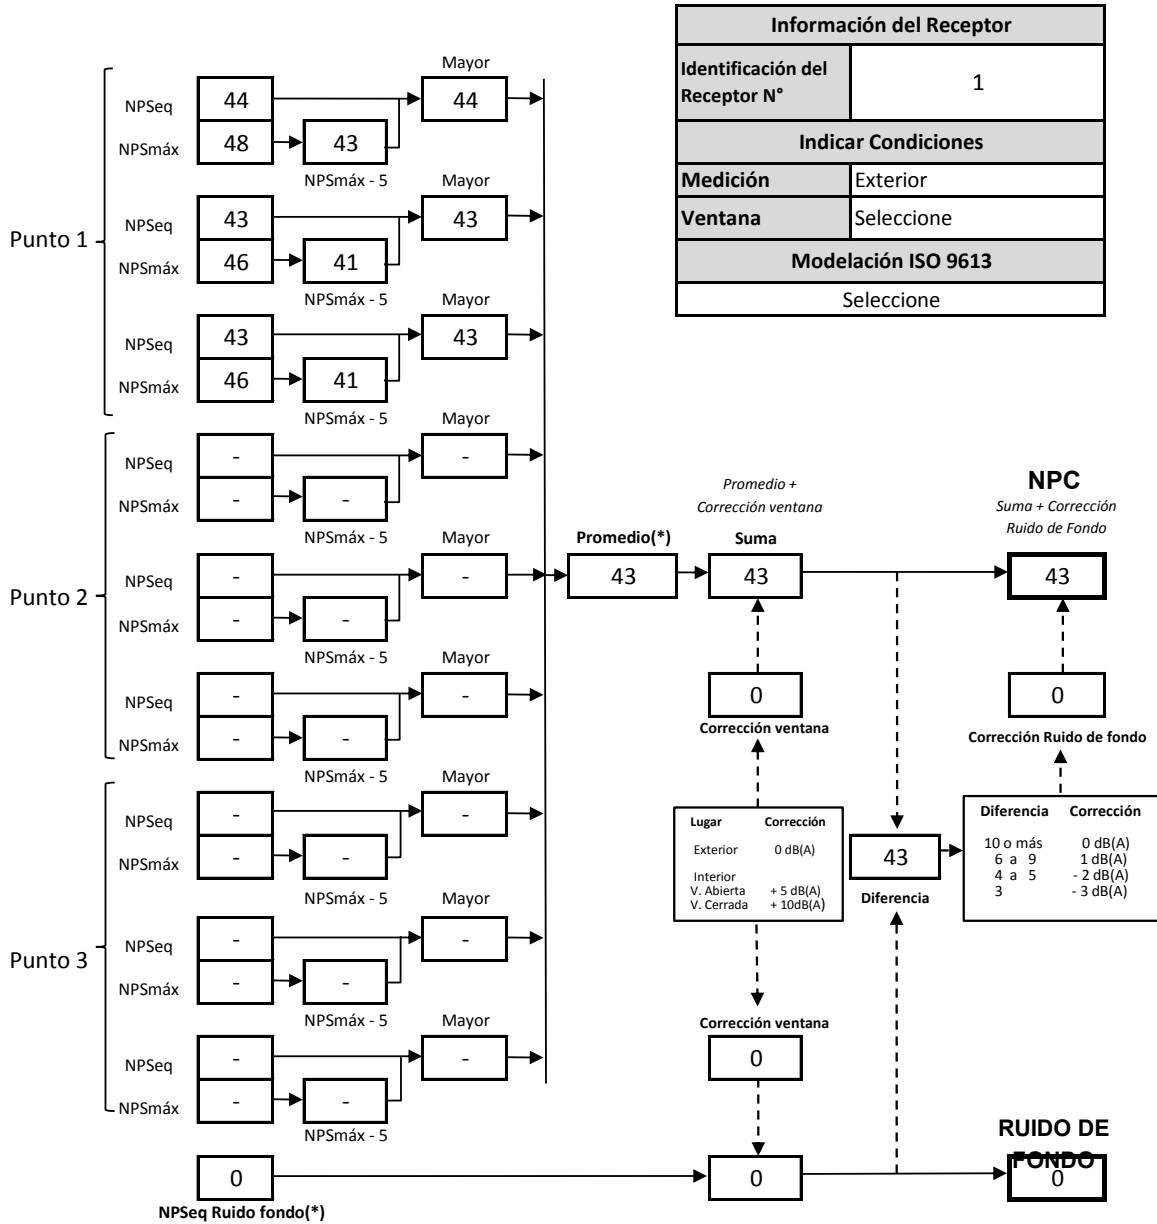 Información del Receptor
Identificación del
Receptor N°
1
Indicar Condiciones
Medición
Exterior
Ventana
Seleccione
Modelación ISO 9613
Seleccione
Punto 1
Mayor
NPSeq
44
44
NPSmáx
48
43
NPSmáx - 5
Mayor
NPSeq
43
43
NPSmáx
46
41
NPSmáx - 5
Mayor
NPSeq
43
43
NPSmáx
46
41
NPSmáx - 5
Punto 2
Mayor
NPSeq
-
-
NPSmáx
-
-
NPSmáx - 5
Mayor
NPSeq
-
-
NPSmáx
-
-
NPSmáx - 5
Mayor
NPSeq
-
-
NPSmáx
-
-
NPSmáx - 5
Punto 3
Mayor
NPSeq
-
-
NPSmáx
-
-
NPSmáx - 5
Mayor
NPSeq
-
-
NPSmáx
-
-
NPSmáx - 5
Mayor
NPSeq
-
-
NPSmáx
-
-
NPSmáx - 5
0
NPSeq Ruido fondo(*)
Promedio(*)
43
Promedio +
Corrección ventana
Suma
43
0
Corrección ventana
Lugar Corrección
Exterior 0 dB(A)
Interior
V. Abierta + 5 dB(A)
V. Cerrada + 10dB(A)
Corrección ventana
0
0
43
Diferencia
NPC
Suma + Corrección
Ruido de Fondo
43
0
Corrección Ruido de fondo
Diferencia Corrección
10 o más 0 dB(A)
6 a 9 1 dB(A)
4 a 5 - 2 dB(A)
3 - 3 dB(A)
RUIDO DE
FONDO
0